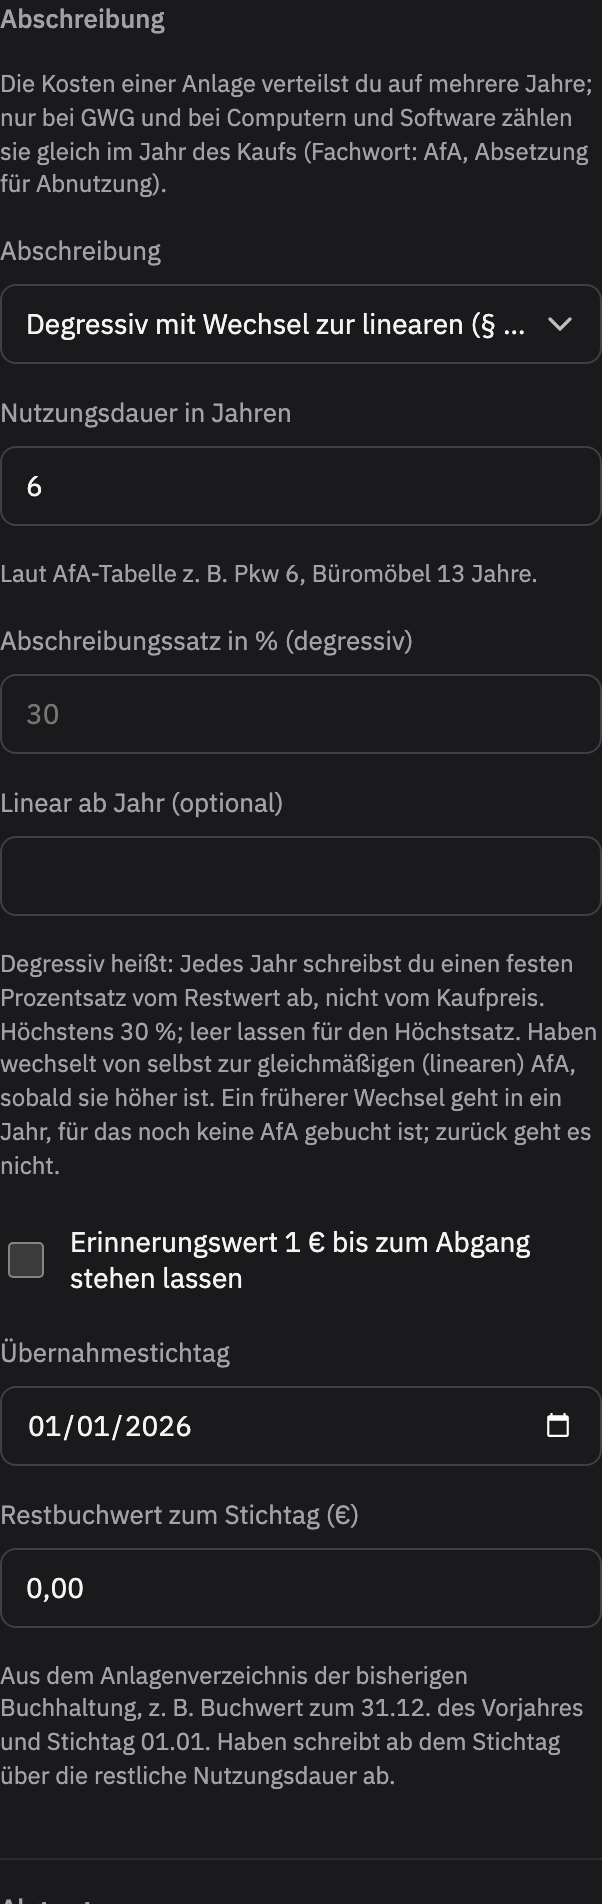 Abschreibung
Die Kosten einer Anlage verteilst du auf mehrere Jahre;
nur bei GWG und bei Computern und Software zählen
sie gleich im Jahr des Kaufs (Fachwort: AfA, Absetzung
für Abnutzung).
Abschreibung
Degressiv mit Wechsel zur linearen (§ ...
Nutzungsdauer in Jahren
6
Laut AfA-Tabelle z. B. Pkw 6, Büromöbel 13 Jahre.
Abschreibungssatz in % (degressiv)
30
Linear ab Jahr (optional)
Degressiv heißt: Jedes Jahr schreibst du einen festen
Prozentsatz vom Restwert ab, nicht vom Kaufpreis.
Höchstens 30 %; leer lassen für den Höchstsatz. Haben
wechselt von selbst zur gleichmäßigen (linearen) AfA,
sobald sie höher ist. Ein früherer Wechsel geht in ein
Jahr, für das noch keine AfA gebucht ist; zurück geht es
nicht.
Erinnerungswert 1 € bis zum Abgang
stehen lassen
Übernahmestichtag
01/01/2026
Restbuchwert zum Stichtag (€)
0,00
Aus dem Anlagenverzeichnis der bisherigen
Buchhaltung, z. B. Buchwert zum 31.12. des Vorjahres
und Stichtag 01.01. Haben schreibt ab dem Stichtag
über die restliche Nutzungsdauer ab.